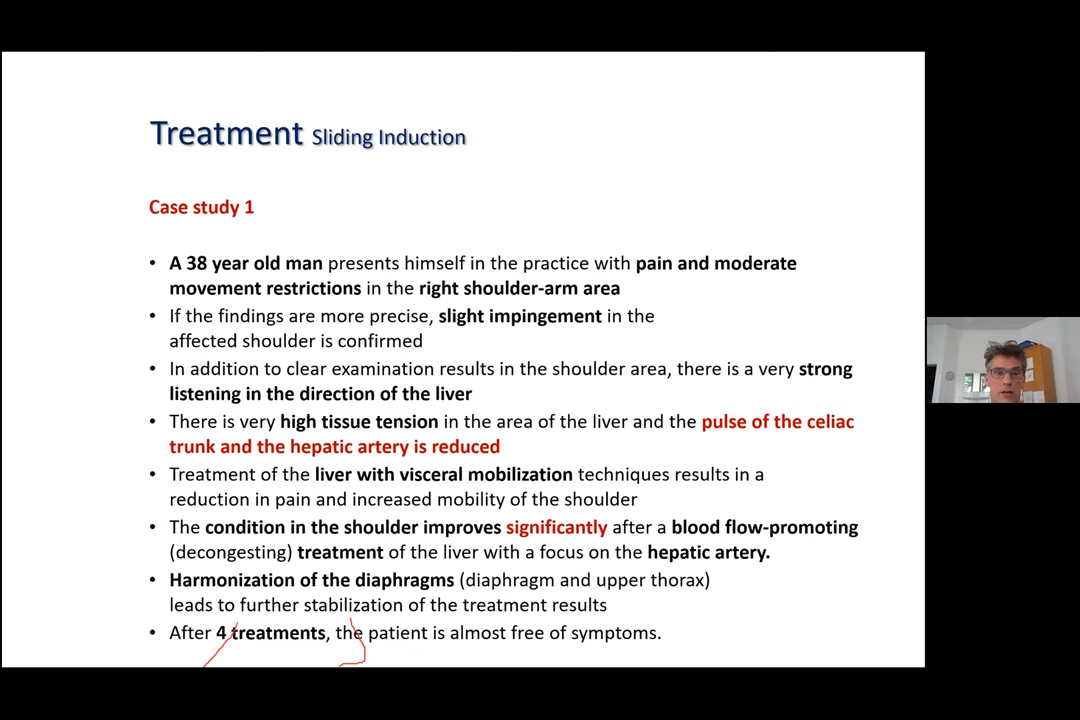 Treatment Sliding Induction
Case study 1
• A 38 year old man presents himself in the practice with pain and moderate
movement restrictions in the right shoulder-arm area
• If the findings are more precise, slight impingement in the
affected shoulder is confirmed
• In addition to clear examination results in the shoulder area, there is a very strong
listening in the direction of the liver
• There is very high tissue tension in the area of the liver and the pulse of the celiac
trunk and the hepatic artery is reduced
• Treatment of the liver with visceral mobilization techniques results in a
reduction in pain and increased mobility of the shoulder
• The condition in the shoulder improves significantly after a blood flow-promoting
(decongesting) treatment of the liver with a focus on the hepatic artery.
• Harmonization of the diaphragms (diaphragm and upper thorax)
leads to further stabilization of the treatment results
• After 4 treatments, the patient is almost free of symptoms.